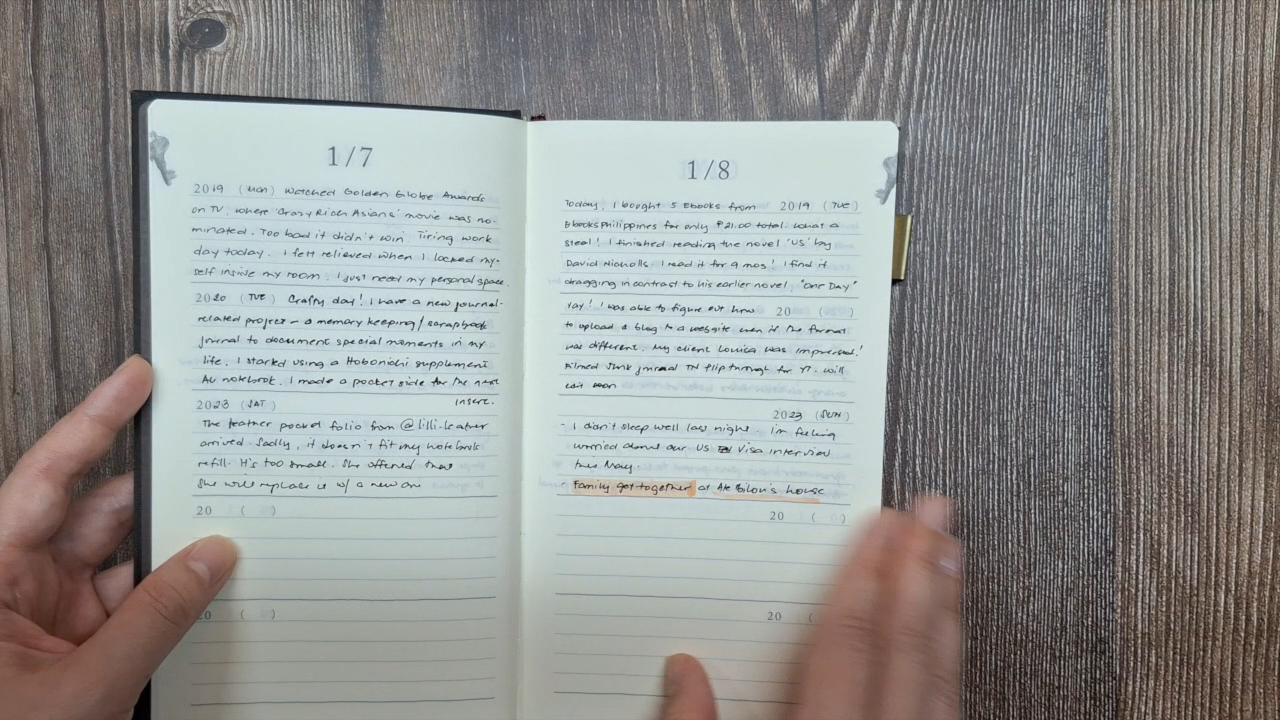 1/7
2019 (MON) Watched Golden Globe Awards
on TV, where 'Crazy Rich Asians' movie was no-
minated. Too bad it didn't win. Tiring work
day today. I felt relieved when I locked my-
self inside my room. I just need my personal space.
2020 (TUE) Crafty day! I have a new journal-
related project - a memory keeping/scrapbook
journal to document special moments in my
life. I started using a Hobonichi supplement
notebook. I made a pocket side for the next
insert.
2023 (SAT)
The leather pocket folio from @lilli-leather
arrived. Sadly, it doesn't fit my notebook
refill. It's too small. She offered that
she will replace it w/ a new one
20 ( )
20 ( )
1/8
Today, I bought 5 Ebooks from 2019 (TUE)
EbooksPhilippines for only ₱21.00 total. What a
steal! I finished reading the novel 'US' by
David Nicholls. I read it for 9 mos! I find it
dragging in contrast to his earlier novel, "One Day"
Yay! I was able to figure out how 20 ( )
to upload a blog to a website even if the format
was different. My client Louica was impressed!
Filmed Junk journal TN flipthrough for YT. Will
edit soon
2023 (SUN)
- I didn't sleep well last night. I'm feeling
worried about our US Visa interview
this May.
Family get together at Ate house
20 ( )
20 (